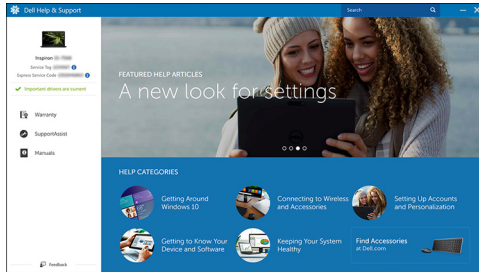 Dell Help & Support
Search
Inspiron
Service Tag
Express Service Code
Important drivers are current
Warranty
SupportAssist
Manuals
Feedback
FEATURED HELP ARTICLES
A new look for settings
HELP CATEGORIES
Getting Around
Windows 10
Connecting to Wireless
and Accessories
Setting Up Accounts
and Personalization
Getting to Know Your
Device and Software
Keeping Your System
Healthy
Find Accessories
at Dell.com